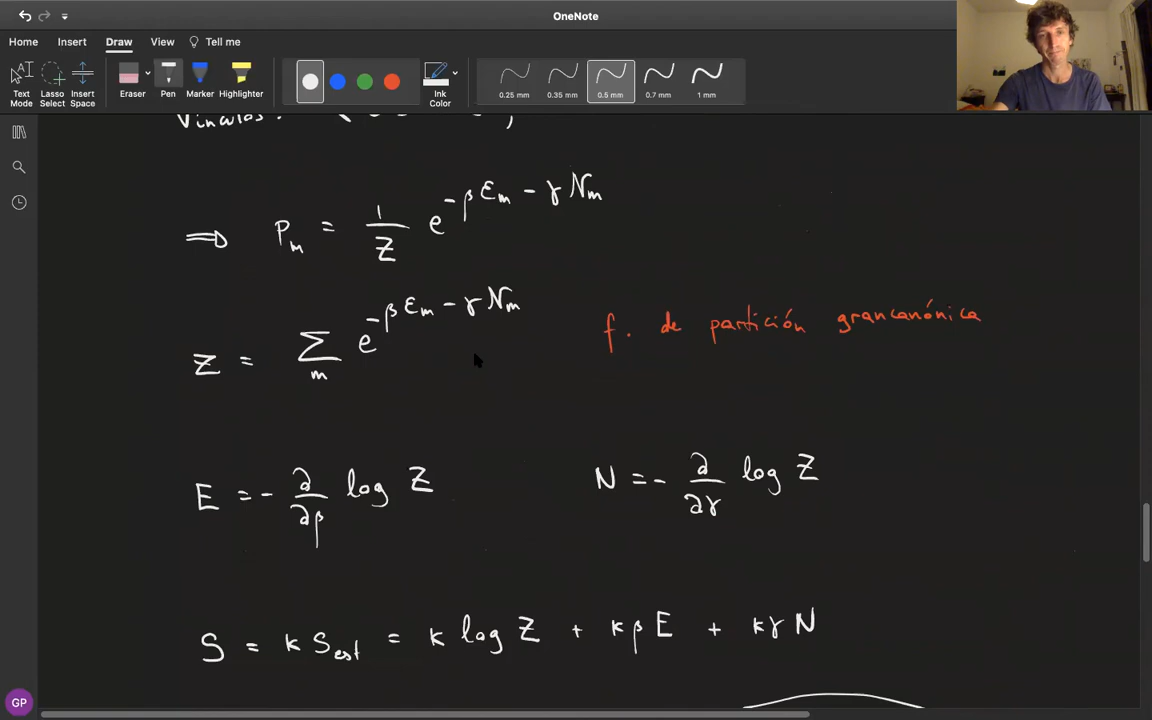 OneNote
Home Insert Draw View Tell me
Text Mode Lasso Select Insert Space Eraser Pen Marker Highlighter Ink Color 0.25 mm 0.35 mm 0.5 mm 0.7 mm 1 mm
Vínculos:
⟹ P_m = 1/Z e^{-βε_m - γN_m}
Z = Σ_m e^{-βε_m - γN_m} f. de partición grancanónica
E = - ∂/∂β log Z N = - ∂/∂γ log Z
S = k S_est = k log Z + kβE + kγN
GP